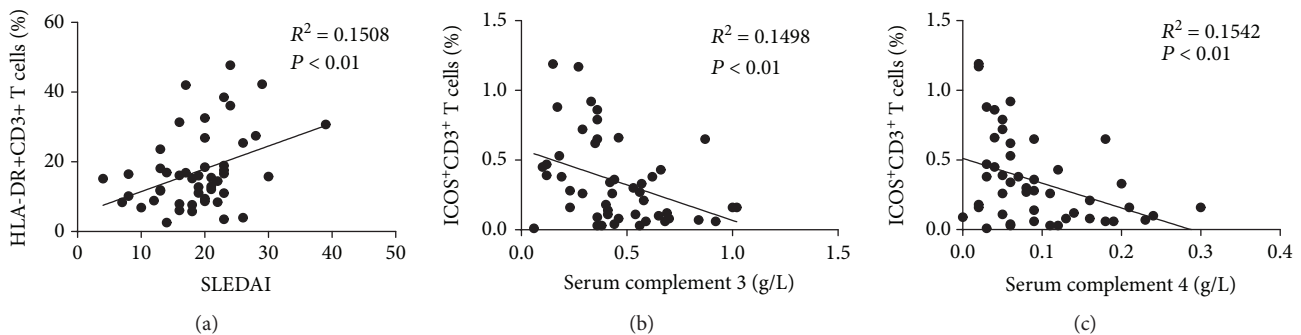 HLA-DR+CD3+ T cells (%)
60
40
20
0
0
10
20
30
40
50
SLEDAI
R² = 0.1508
P < 0.01
(a)
ICOS⁺CD3⁺ T cells (%)
1.5
1.0
0.5
0.0
0.5
1.0
1.5
Serum complement 3 (g/L)
R² = 0.1498
P < 0.01
(b)
ICOS⁺CD3⁺ T cells (%)
1.5
1.0
0.5
0.0
0.0
0.1
0.2
0.3
0.4
Serum complement 4 (g/L)
R² = 0.1542
P < 0.01
(c)